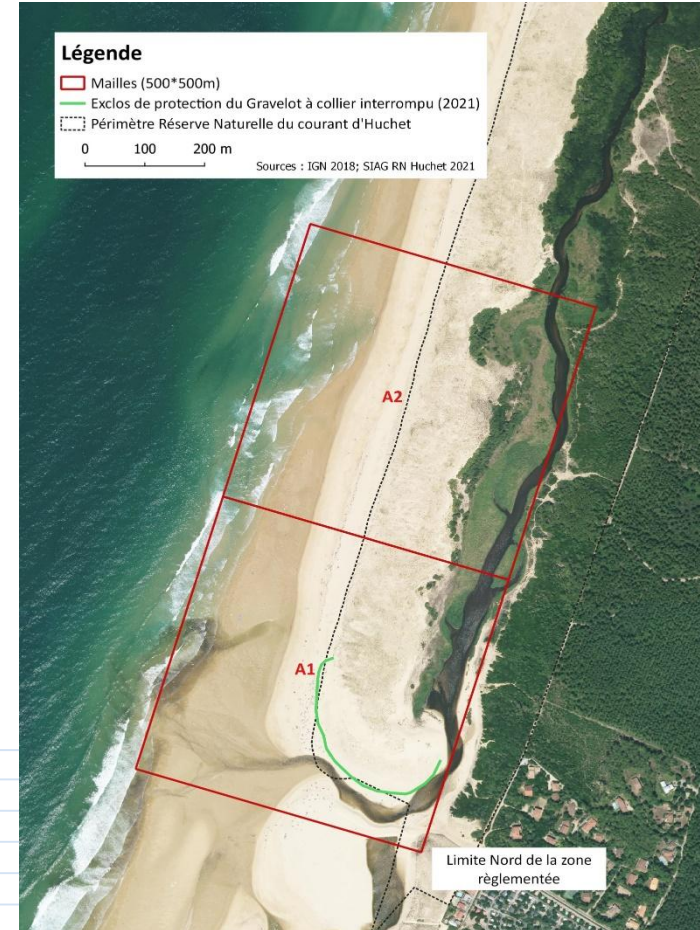 Légende
Mailles (500*500m)
Exclos de protection du Gravelot à collier interrompu (2021)
Périmètre Réserve Naturelle du courant d'Huchet
0 100 200 m
Sources : IGN 2018; SIAG RN Huchet 2021
A2
A1
Limite Nord de la zone
règlementée